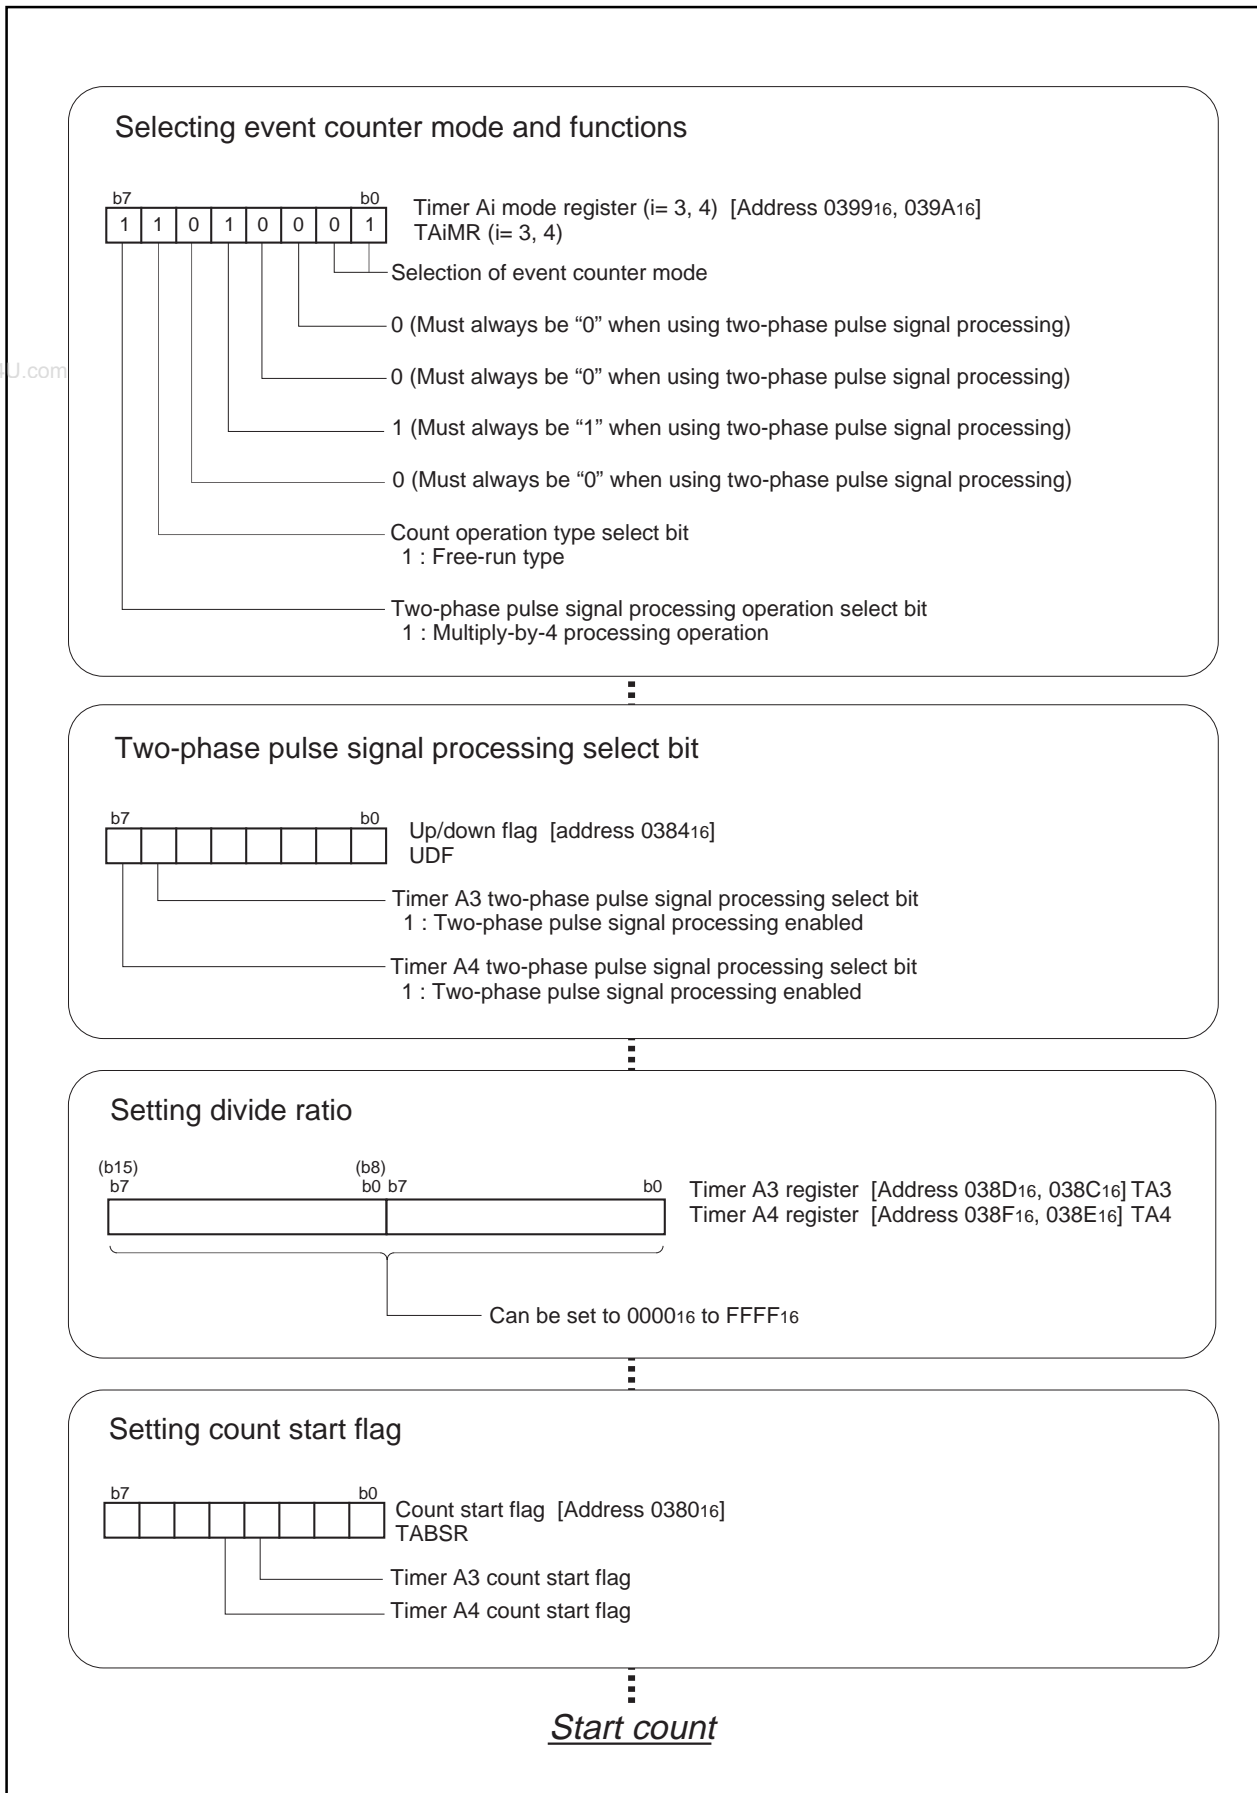 Selecting event counter mode and functions
b7 b0
1 1 0 1 0 0 0 1
Timer Ai mode register (i= 3, 4) [Address 039916, 039A16]
TAiMR (i= 3, 4)
Selection of event counter mode
0 (Must always be “0” when using two-phase pulse signal processing)
4U.com
0 (Must always be “0” when using two-phase pulse signal processing)
1 (Must always be “1” when using two-phase pulse signal processing)
0 (Must always be “0” when using two-phase pulse signal processing)
Count operation type select bit
1 : Free-run type
Two-phase pulse signal processing operation select bit
1 : Multiply-by-4 processing operation
Two-phase pulse signal processing select bit
b7 b0
Up/down flag [address 038416]
UDF
Timer A3 two-phase pulse signal processing select bit
1 : Two-phase pulse signal processing enabled
Timer A4 two-phase pulse signal processing select bit
1 : Two-phase pulse signal processing enabled
Setting divide ratio
(b15) (b8)
b7 b0 b7 b0
Timer A3 register [Address 038D16, 038C16] TA3
Timer A4 register [Address 038F16, 038E16] TA4
Can be set to 000016 to FFFF16
Setting count start flag
b7 b0
Count start flag [Address 038016]
TABSR
Timer A3 count start flag
Timer A4 count start flag
Start count